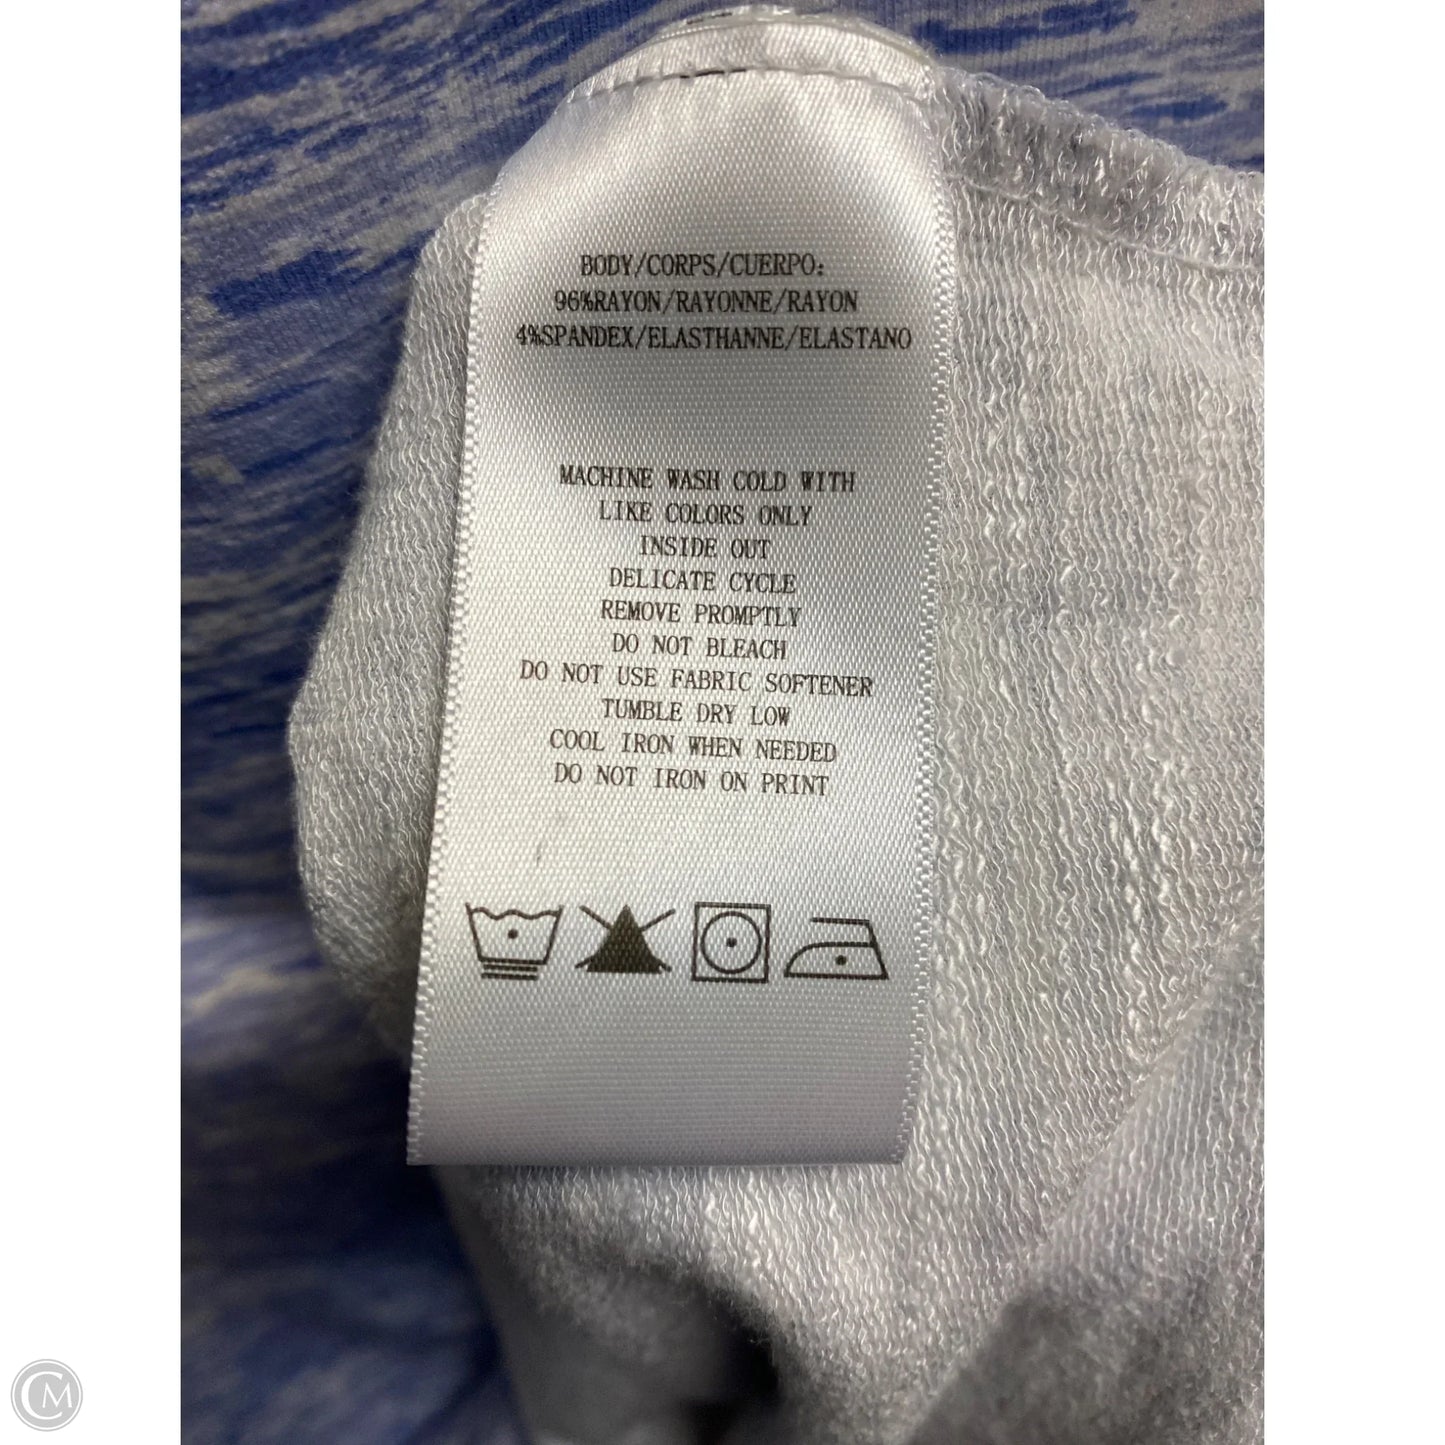 BODY/CORPS/CUERPO:
96%RAYON/RAYONNE/RAYON
4%SPANDEX/ELASTHANNE/ELASTANO
MACHINE WASH COLD WITH
LIKE COLORS ONLY
INSIDE OUT
DELICATE CYCLE
REMOVE PROMPTLY
DO NOT BLEACH
DO NOT USE FABRIC SOFTENER
TUMBLE DRY LOW
COOL IRON WHEN NEEDED
DO NOT IRON ON PRINT
CM